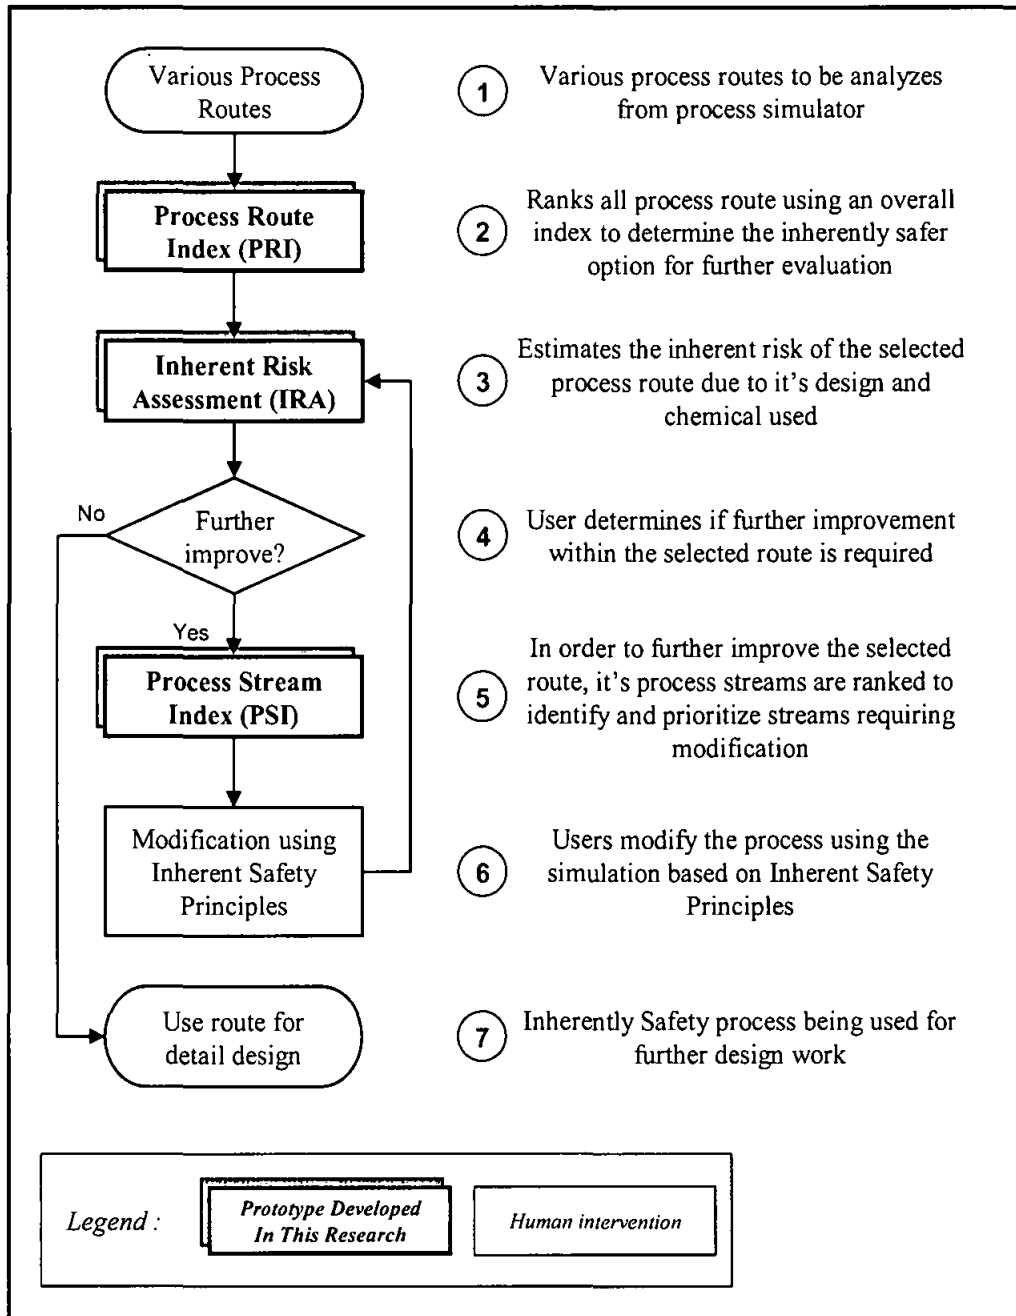 Various Process
Routes
1
Various process routes to be analyzes
from process simulator
Process Route
Index (PRI)
2
Ranks all process route using an overall
index to determine the inherently safer
option for further evaluation
Inherent Risk
Assessment (IRA)
3
Estimates the inherent risk of the selected
process route due to it's design and
chemical used
No
Further
improve?
4
User determines if further improvement
within the selected route is required
Yes
Process Stream
Index (PSI)
5
In order to further improve the selected
route, it's process streams are ranked to
identify and prioritize streams requiring
modification
Modification using
Inherent Safety
Principles
6
Users modify the process using the
simulation based on Inherent Safety
Principles
Use route for
detail design
7
Inherently Safety process being used for
further design work
Legend :
Prototype Developed
In This Research
Human intervention